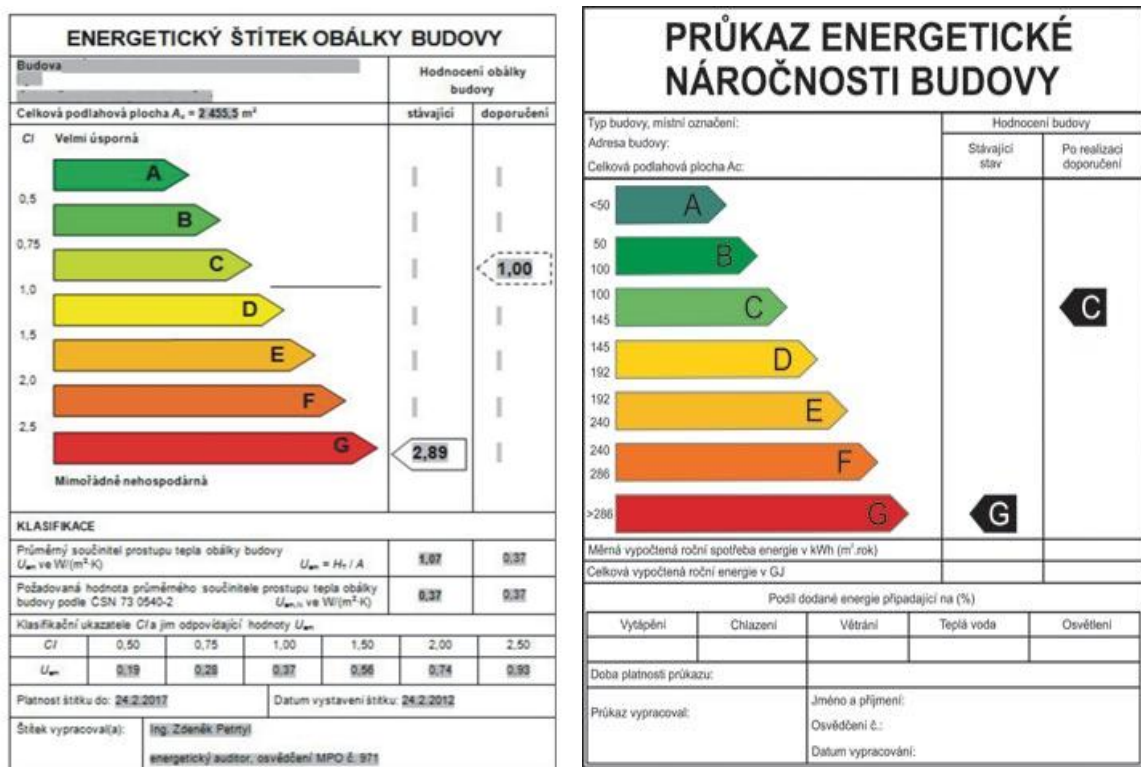 ENERGETICKÝ ŠTÍTEK OBÁLKY BUDOVY
Budova
Hodnocení obálky
budovy
Celková podlahová plocha Ac = 2 455,5 m²
stávající
doporučení
CI Velmi úsporná
A
0,5
B
0,75
C
1,00
1,0
D
1,5
E
2,0
F
2,5
G
2,89
Mimořádně nehospodárná
KLASIFIKACE
Průměrný součinitel prostupu tepla obálky budovy
Uem ve W/(m²·K) Uem = HT / A
1,07
0,37
Požadovaná hodnota průměrného součinitele prostupu tepla obálky
budovy podle ČSN 73 0540-2 Uem,N ve W/(m²·K)
0,37
0,37
Klasifikační ukazatele CI a jim odpovídající hodnoty Uem
CI 0,50 0,75 1,00 1,50 2,00 2,50
Uem 0,19 0,28 0,37 0,56 0,74 0,93
Platnost štítku do: 24.2.2017
Datum vystavení štítku: 24.2.2012
Štítek vypracoval(a):
Ing. Zdeněk Petrtyl
energetický auditor, osvědčení MPO č. 971
PRŮKAZ ENERGETICKÉ
NÁROČNOSTI BUDOVY
Typ budovy, místní označení:
Adresa budovy:
Celková podlahová plocha Ac:
Hodnocení budovy
Stávající
stav
Po realizaci
doporučení
<50
A
50
100
B
100
145
C
C
145
192
D
192
240
E
240
286
F
>286
G
G
Měrná vypočtená roční spotřeba energie v kWh (m².rok)
Celková vypočtená roční energie v GJ
Podíl dodané energie připadající na (%)
Vytápění
Chlazení
Větrání
Teplá voda
Osvětlení
Doba platnosti průkazu:
Průkaz vypracoval:
Jméno a příjmení:
Osvědčení č.:
Datum vypracování: